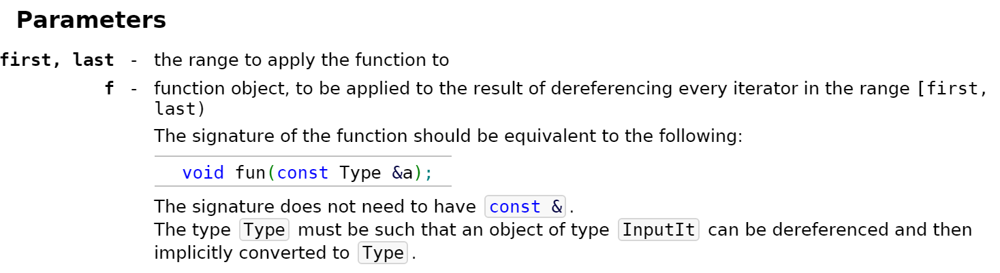 Parameters
first, last - the range to apply the function to
f - function object, to be applied to the result of dereferencing every iterator in the range [first,
last)
The signature of the function should be equivalent to the following:
void fun(const Type &a);
The signature does not need to have const &.
The type Type must be such that an object of type InputIt can be dereferenced and then
implicitly converted to Type.